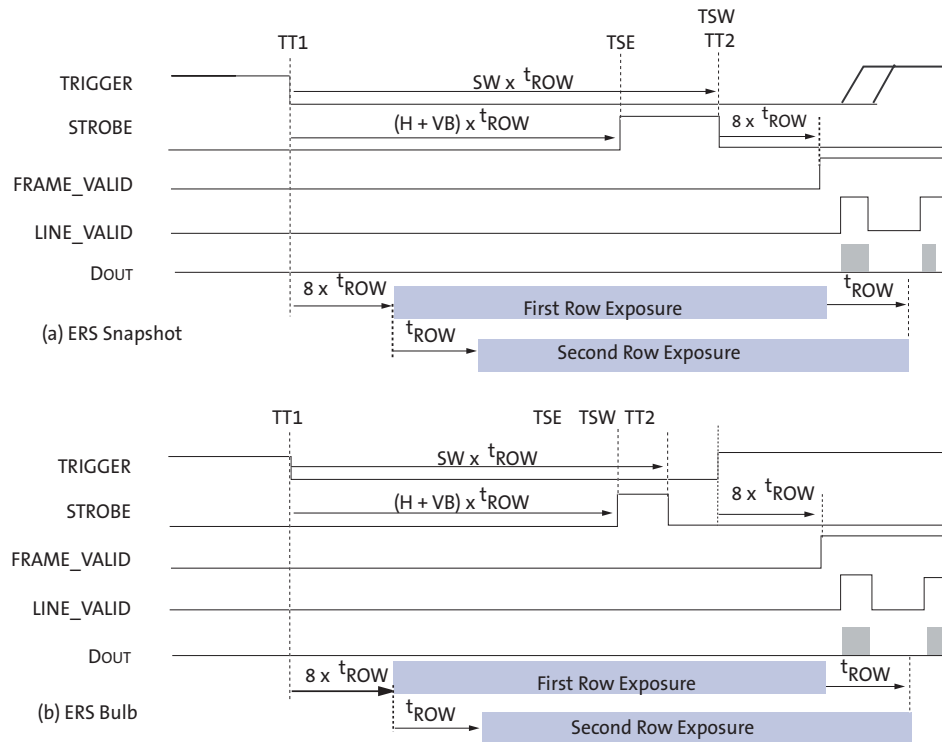 TSW
TT1 TSE TT2
TRIGGER
SW x tROW
STROBE
(H + VB) x tROW
8 x tROW
FRAME_VALID
LINE_VALID
DOUT
8 x tROW
First Row Exposure
tROW
(a) ERS Snapshot
tROW
Second Row Exposure
TT1 TSE TSW TT2
TRIGGER
SW x tROW
STROBE
(H + VB) x tROW
8 x tROW
FRAME_VALID
LINE_VALID
DOUT
8 x tROW
First Row Exposure
tROW
(b) ERS Bulb
tROW
Second Row Exposure